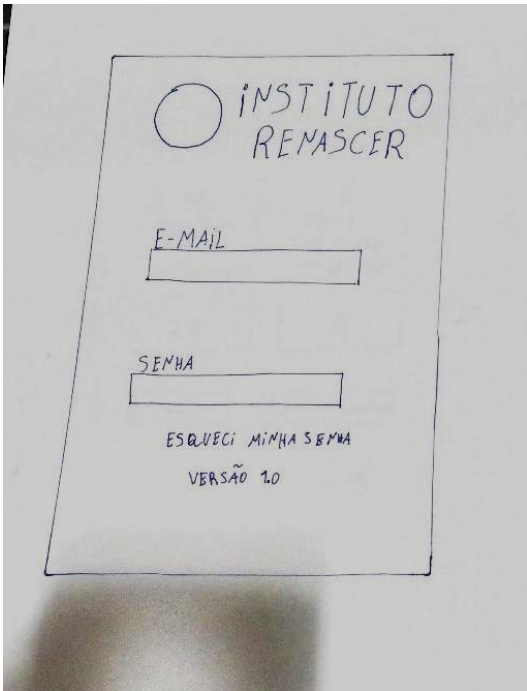 INSTITUTO
RENASCER
E-MAIL
SENHA
ESQUECI MINHA SENHA
VERSÃO 1.0